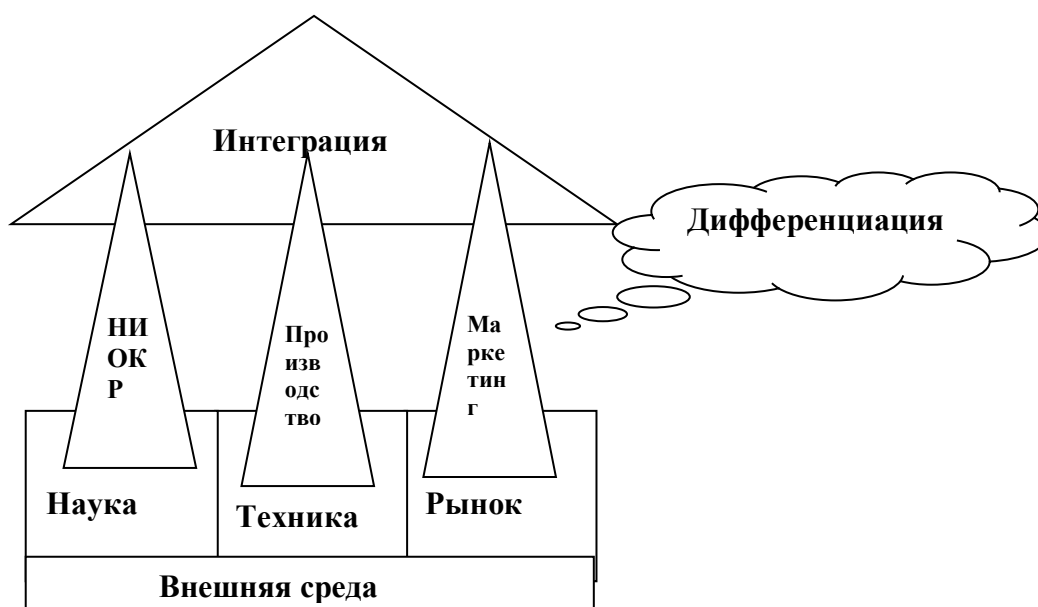 Интеграция
Дифференциация
НИ
ОК
Р
Про
изв
одс
тво
Ма
рке
тин
г
Наука
Техника
Рынок
Внешняя среда